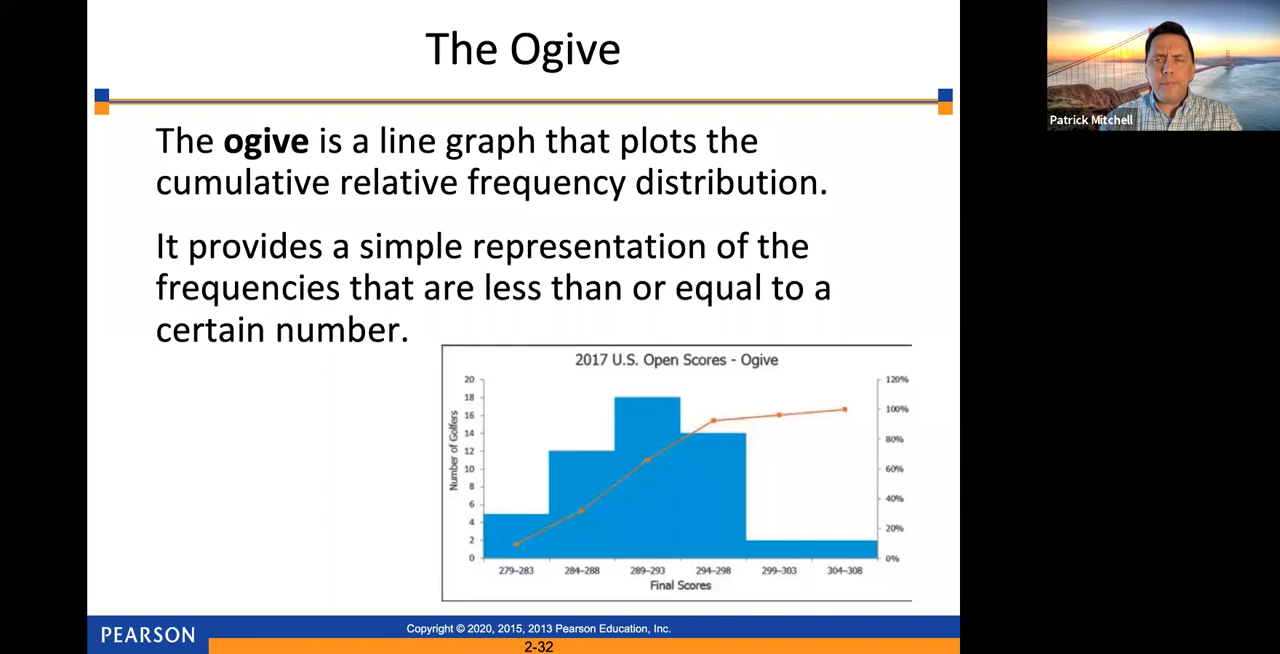 The Ogive
Patrick Mitchell
The ogive is a line graph that plots the
cumulative relative frequency distribution.
It provides a simple representation of the
frequencies that are less than or equal to a
certain number.
2017 U.S. Open Scores - Ogive
Number of Golfers
20
18
16
14
12
10
8
6
4
2
0
120%
100%
80%
60%
40%
20%
0%
279–283 284–288 289–293 294–298 299–303 304–308
Final Scores
PEARSON
Copyright © 2020, 2015, 2013 Pearson Education, Inc.
2-32